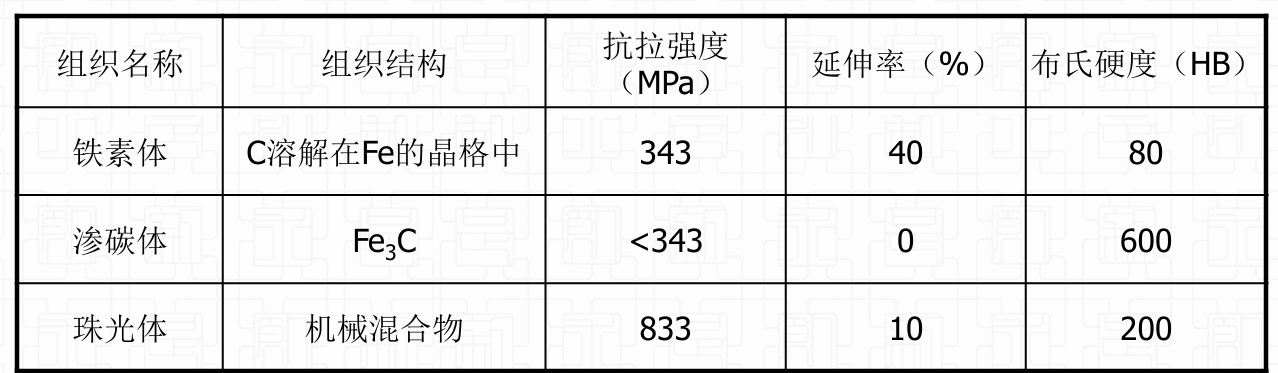 组织名称 组织结构 抗拉强度（MPa） 延伸率（%） 布氏硬度（HB）
铁素体 C溶解在Fe的晶格中 343 40 80
渗碳体 Fe₃C <343 0 600
珠光体 机械混合物 833 10 200